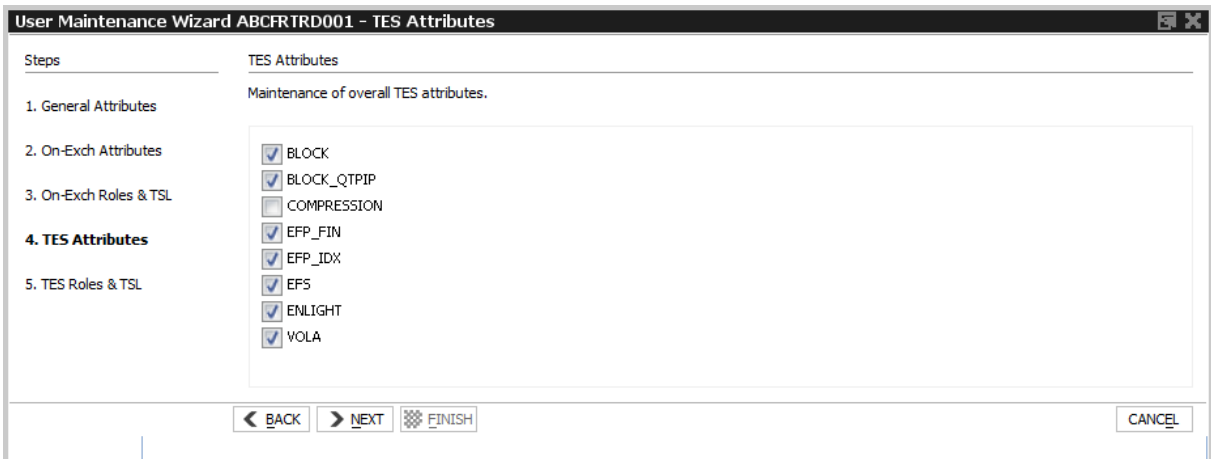 User Maintenance Wizard ABCFRTRD001 - TES Attributes
Steps
1. General Attributes
2. On-Exch Attributes
3. On-Exch Roles & TSL
4. TES Attributes
5. TES Roles & TSL
TES Attributes
Maintenance of overall TES attributes.
BLOCK
BLOCK_QTPIP
COMPRESSION
EFP_FIN
EFP_IDX
EFS
ENLIGHT
VOLA
BACK NEXT FINISH CANCEL